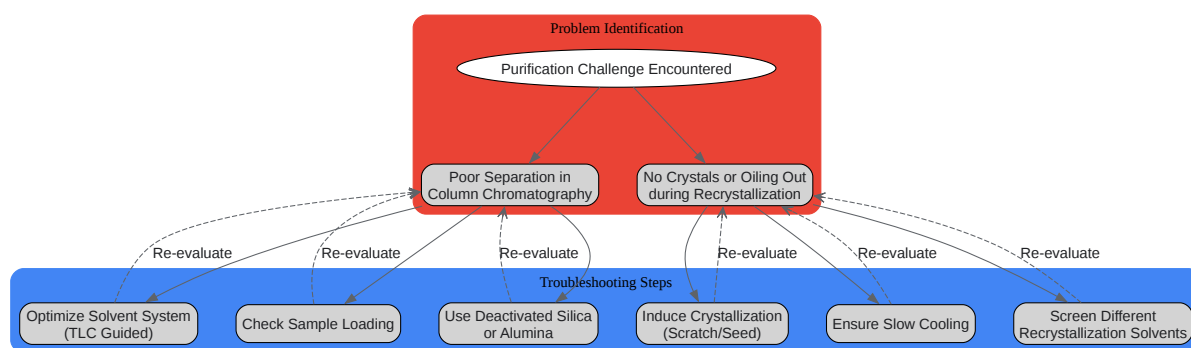 Problem Identification
Purification Challenge Encountered
Poor Separation in
Column Chromatography
No Crystals or Oiling Out
during Recrystallization
Re-evaluate
Re-evaluate
Re-evaluate
Re-evaluate
Re-evaluate
Re-evaluate
Troubleshooting Steps
Optimize Solvent System
(TLC Guided)
Check Sample Loading
Use Deactivated Silica
or Alumina
Induce Crystallization
(Scratch/Seed)
Ensure Slow Cooling
Screen Different
Recrystallization Solvents